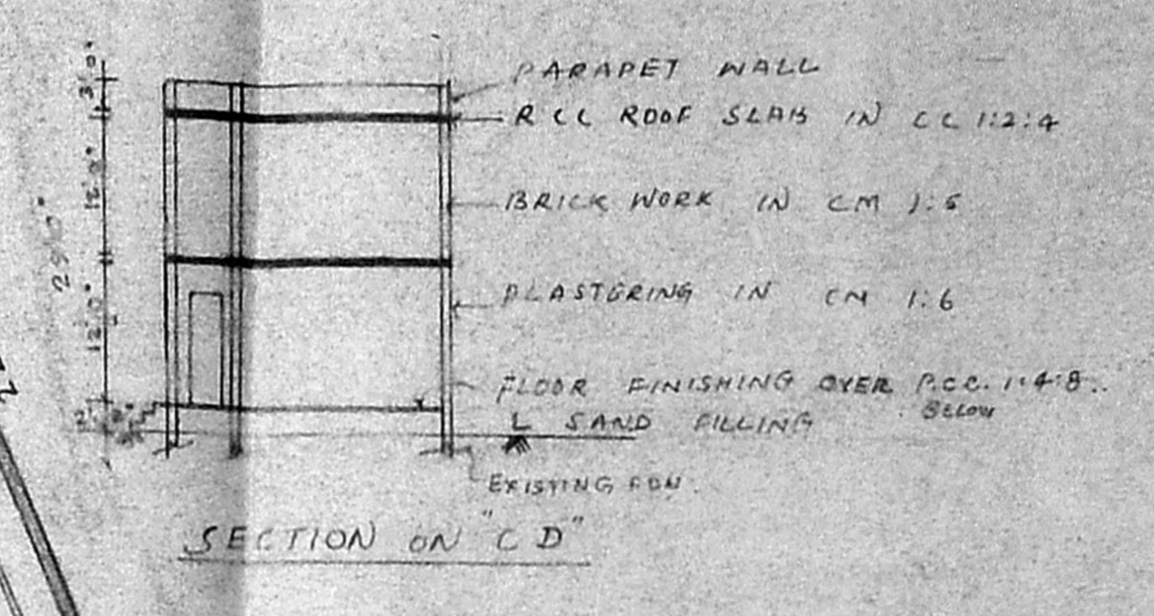 3'.0"
PARAPET WALL
RCC ROOF SLAB IN CC 1:2:4
12'.0"
BRICK WORK IN CM 1:6
29'.0"
12'.0"
PLASTERING IN CM 1:6
FLOOR FINISHING OVER P.C.C. 1:4:8..
BELOW
L SAND FILLING
EXISTING FDN.
SECTION ON "CD"